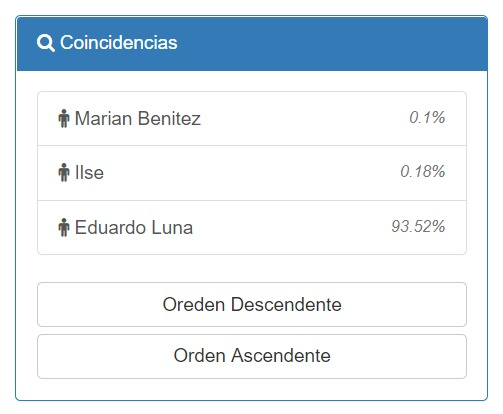 Coincidencias
Marian Benitez 0.1%
Ilse 0.18%
Eduardo Luna 93.52%
Oreden Descendente
Orden Ascendente